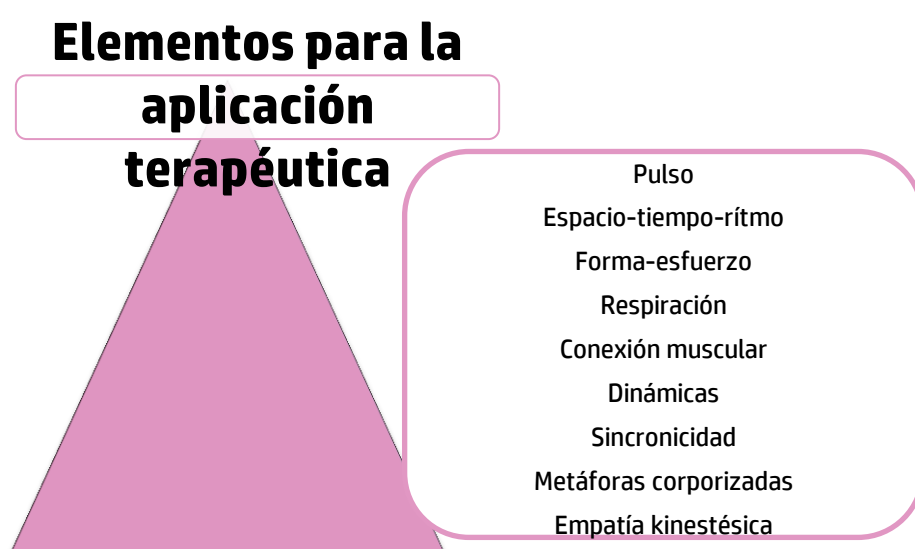 Elementos para la
aplicación
terapéutica
Pulso
Espacio-tiempo-rítmo
Forma-esfuerzo
Respiración
Conexión muscular
Dinámicas
Sincronicidad
Metáforas corporizadas
Empatía kinestésica